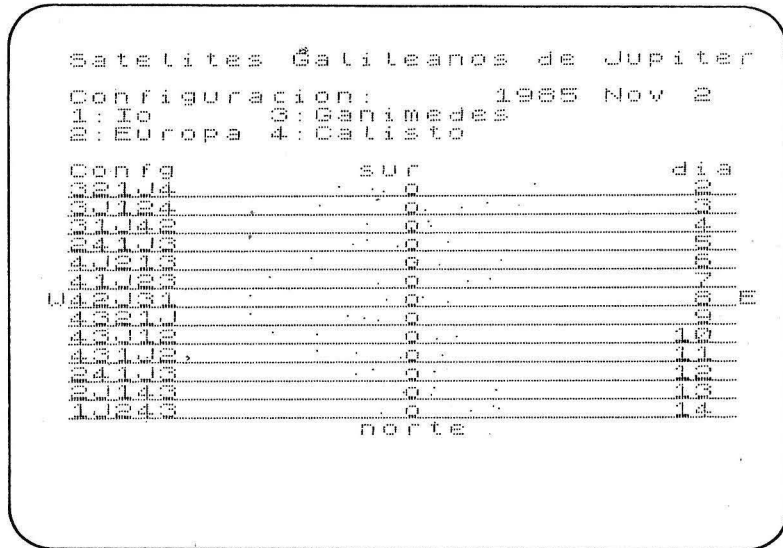 Satelites Galileanos de Jupiter
Configuracion: 1985 Nov 2
1:Io 3:Ganimedes
2:Europa 4:Calisto
Confg sur dia
321J4 o 2
3J124 o 3
31J42 o 4
241J3 o 5
4J213 o 6
41J23 o 7
W42J31 o 8 E
4321J o 9
43J12 o 10
431J2 o 11
241J3 o 12
2J143 o 13
1J243 o 14
norte